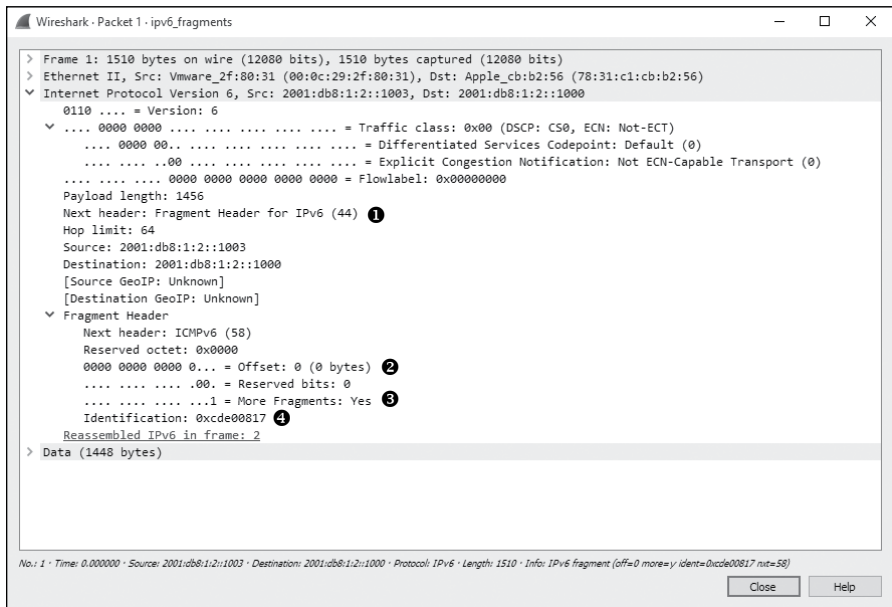 Wireshark · Packet 1 · ipv6_fragments
> Frame 1: 1510 bytes on wire (12080 bits), 1510 bytes captured (12080 bits)
> Ethernet II, Src: Vmware_2f:80:31 (00:0c:29:2f:80:31), Dst: Apple_cb:b2:56 (78:31:c1:cb:b2:56)
Internet Protocol Version 6, Src: 2001:db8:1:2::1003, Dst: 2001:db8:1:2::1000
0110 .... = Version: 6
.... 0000 0000 .... .... .... .... .... = Traffic class: 0x00 (DSCP: CS0, ECN: Not-ECT)
.... 0000 00.. .... .... .... .... .... = Differentiated Services Codepoint: Default (0)
.... .... ..00 .... .... .... .... .... = Explicit Congestion Notification: Not ECN-Capable Transport (0)
.... .... .... 0000 0000 0000 0000 0000 = Flowlabel: 0x00000000
Payload length: 1456
Next header: Fragment Header for IPv6 (44) ❶
Hop limit: 64
Source: 2001:db8:1:2::1003
Destination: 2001:db8:1:2::1000
[Source GeoIP: Unknown]
[Destination GeoIP: Unknown]
Fragment Header
Next header: ICMPv6 (58)
Reserved octet: 0x0000
0000 0000 0000 0... = Offset: 0 (0 bytes) ❷
.... .... .... .00. = Reserved bits: 0
.... .... .... ...1 = More Fragments: Yes ❸
Identification: 0xcde00817 ❹
Reassembled IPv6 in frame: 2
> Data (1448 bytes)
No.: 1 · Time: 0.000000 · Source: 2001:db8:1:2::1003 · Destination: 2001:db8:1:2::1000 · Protocol: IPv6 · Length: 1510 · Info: IPv6 fragment (off=0 more=y ident=0xcde00817 nxt=58)
Close Help